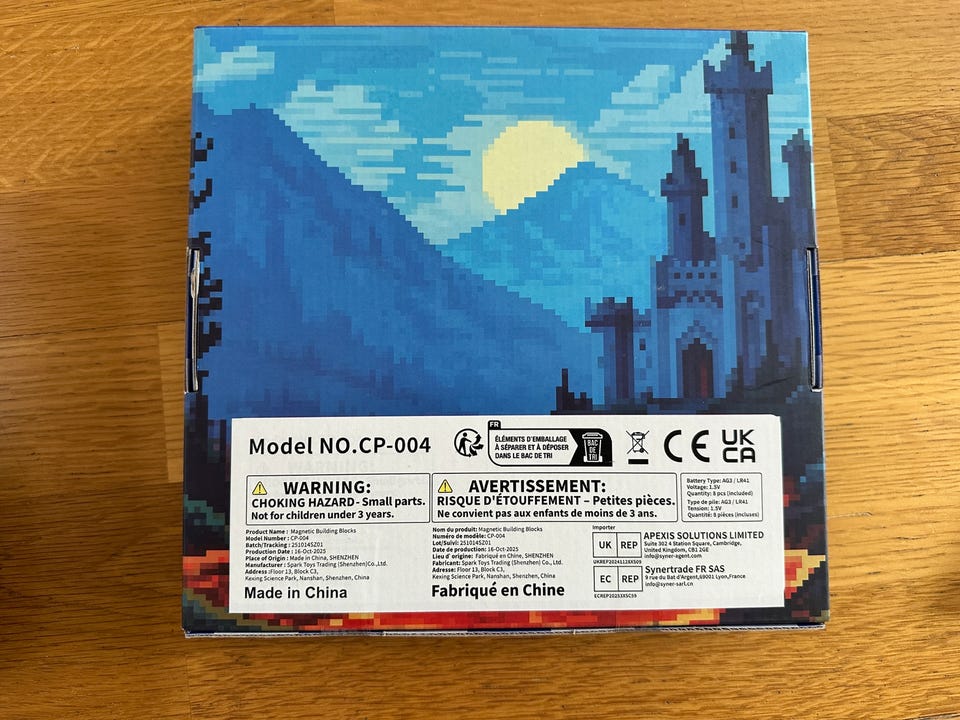 Model NO.CP-004
FR
ÉLÉMENTS D'EMBALLAGE
À SÉPARER ET À DÉPOSER
DANS LE BAC DE TRI
BAC
DE
TRI
CE
UK
CA
WARNING:
CHOKING HAZARD- Small parts.
Not for children under 3 years.
AVERTISSEMENT:
RISQUE D'ÉTOUFFEMENT – Petites pièces.
Ne convient pas aux enfants de moins de 3 ans.
Battery Type: AG3 / LR41
Voltage: 1.5V
Quantity: 8 pcs (included)
Type de pile: AG3 / LR41
Tension: 1.5V
Quantité: 8 pièces (incluses)
Product Name : Magnetic Building Blocks
Model Number : CP-004
Batch/Tracking : 251014SZ01
Production Date : 16-Oct-2025
Place of Origin : Made in China, SHENZHEN
Manufacturer : Spark Toys Trading (Shenzhen)Co.,Ltd.
Address :Floor 13, Block C3,
Kexing Science Park, Nanshan, Shenzhen, China
Made in China
Nom du produit: Magnetic Building Blocks
Numéro de modèle: CP-004
Lot/Suivi: 251014SZ01
Date de production: 16-Oct-2025
Lieu d' origine: Fabriqué en Chine, SHENZHEN
Fabricant: Spark Toys Trading (Shenzhen) Co., Ltd.
Adresse: Floor 13, Block C3,
Kexing Science Park, Nanshan, Shenzhen, China
Fabriqué en Chine
Importer
UK REP
APEXIS SOLUTIONS LIMITED
Suite 302 4 Station Square, Cambridge,
United Kingdom, CB1 2GE
info@syner-agent.com
UKREP20241128XS09
EC REP
Synertrade FR SAS
9 rue du Bat d'Argent,69001 Lyon,France
info@syner-sarl.cn